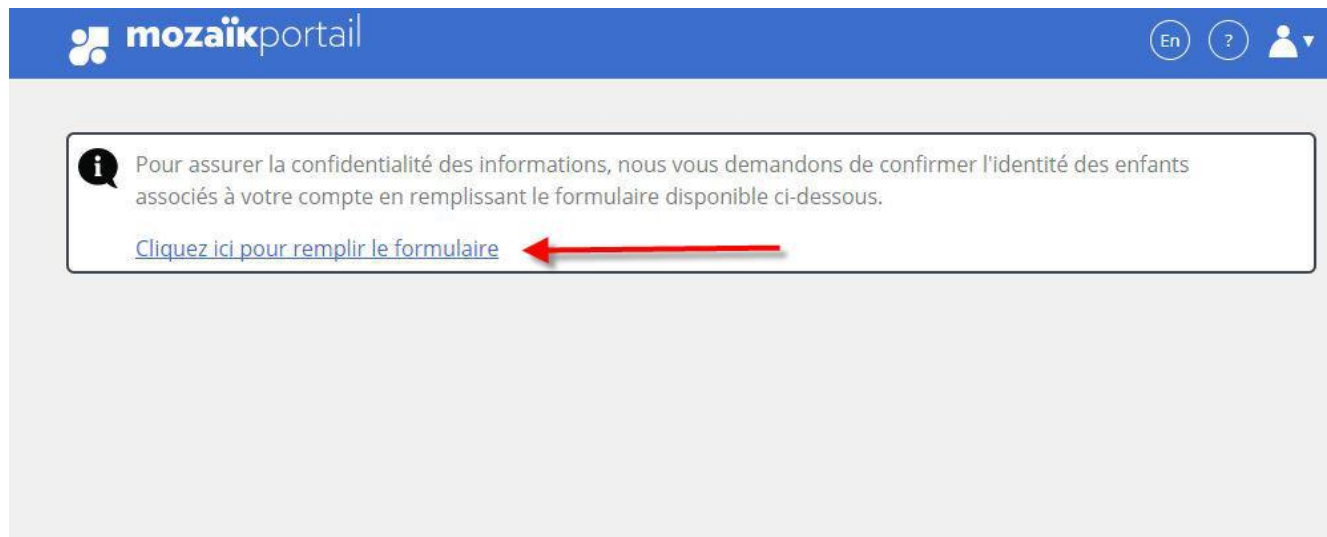 mozaïkportail
En ?
i
Pour assurer la confidentialité des informations, nous vous demandons de confirmer l'identité des enfants
associés à votre compte en remplissant le formulaire disponible ci-dessous.
Cliquez ici pour remplir le formulaire